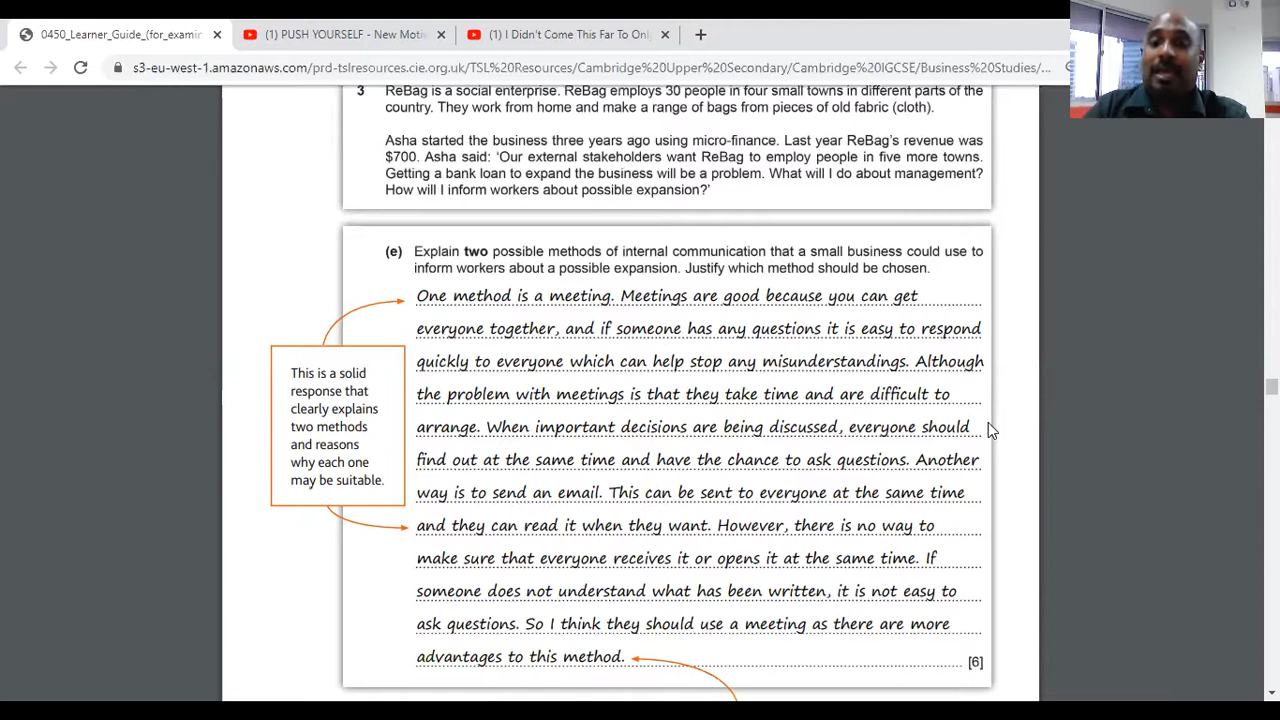 0450_Learner_Guide_(for_examin
(1) PUSH YOURSELF - New Motiv
(1) I Didn't Come This Far To Only
s3-eu-west-1.amazonaws.com/prd-tslresources.cie.org.uk/TSL%20Resources/Cambridge%20Upper%20Secondary/Cambridge%20IGCSE/Business%20Studies/...
3 ReBag is a social enterprise. ReBag employs 30 people in four small towns in different parts of the
country. They work from home and make a range of bags from pieces of old fabric (cloth).
Asha started the business three years ago using micro-finance. Last year ReBag's revenue was
$700. Asha said: 'Our external stakeholders want ReBag to employ people in five more towns.
Getting a bank loan to expand the business will be a problem. What will I do about management?
How will I inform workers about possible expansion?'
(e) Explain two possible methods of internal communication that a small business could use to
inform workers about a possible expansion. Justify which method should be chosen.
One method is a meeting. Meetings are good because you can get
everyone together, and if someone has any questions it is easy to respond
quickly to everyone which can help stop any misunderstandings. Although
the problem with meetings is that they take time and are difficult to
arrange. When important decisions are being discussed, everyone should
find out at the same time and have the chance to ask questions. Another
way is to send an email. This can be sent to everyone at the same time
and they can read it when they want. However, there is no way to
make sure that everyone receives it or opens it at the same time. If
someone does not understand what has been written, it is not easy to
ask questions. So I think they should use a meeting as there are more
advantages to this method.
[6]
This is a solid
response that
clearly explains
two methods
and reasons
why each one
may be suitable.